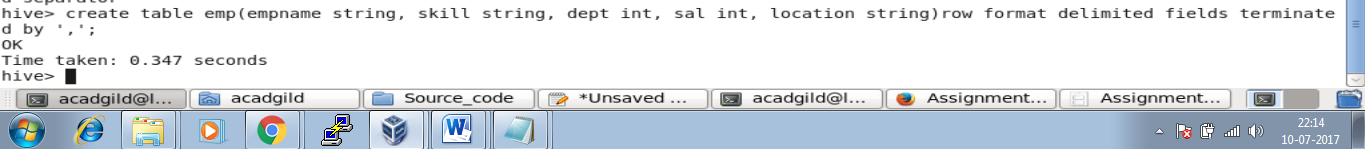 hive> create table emp(empname string, skill string, dept int, sal int, location string)row format delimited fields terminate
d by ',';
OK
Time taken: 0.347 seconds
hive>
acadgild@l... acadgild Source_code *Unsaved ... acadgild@l... Assignment... Assignment...
22:14
10-07-2017